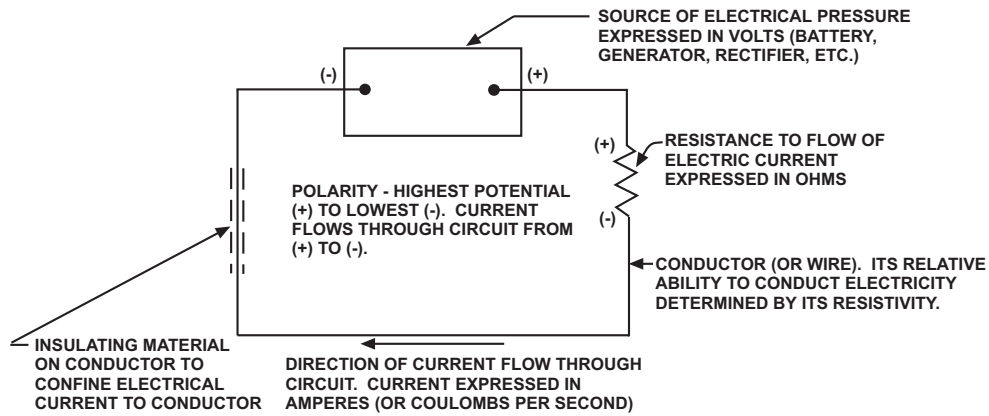 SOURCE OF ELECTRICAL PRESSURE
EXPRESSED IN VOLTS (BATTERY,
GENERATOR, RECTIFIER, ETC.)
(-)
(+)
(+)
RESISTANCE TO FLOW OF
ELECTRIC CURRENT
EXPRESSED IN OHMS
(-)
POLARITY - HIGHEST POTENTIAL
(+) TO LOWEST (-). CURRENT
FLOWS THROUGH CIRCUIT FROM
(+) TO (-).
CONDUCTOR (OR WIRE). ITS RELATIVE
ABILITY TO CONDUCT ELECTRICITY
DETERMINED BY ITS RESISTIVITY.
INSULATING MATERIAL
ON CONDUCTOR TO
CONFINE ELECTRICAL
CURRENT TO CONDUCTOR
DIRECTION OF CURRENT FLOW THROUGH
CIRCUIT. CURRENT EXPRESSED IN
AMPERES (OR COULOMBS PER SECOND)